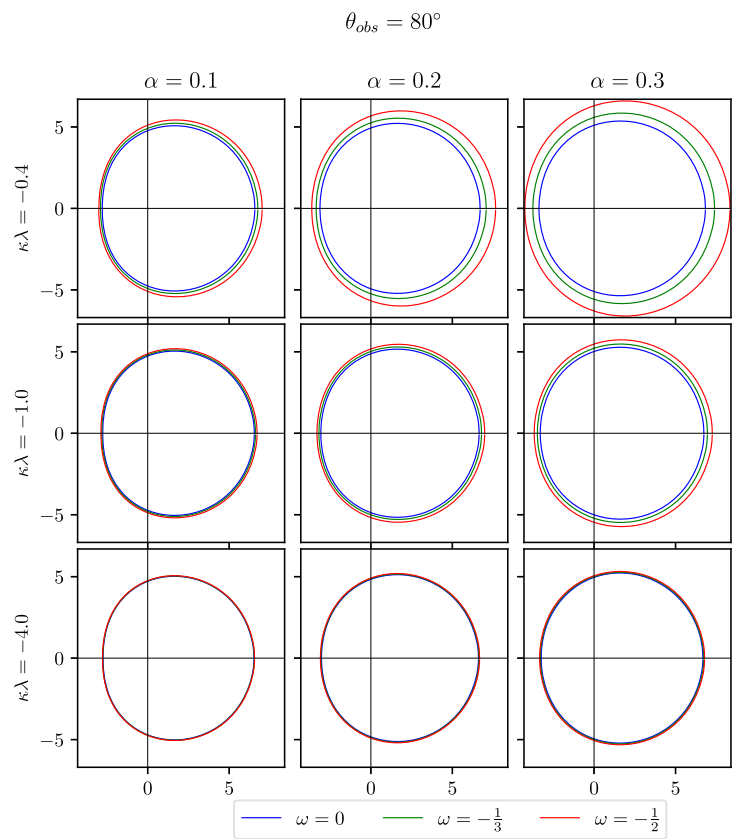 θ_obs = 80°
α = 0.1 α = 0.2 α = 0.3
κλ = −0.4
5
0
−5
κλ = −1.0
5
0
−5
κλ = −4.0
5
0
−5
0 5 0 5 0 5
ω = 0 ω = −1/3 ω = −1/2